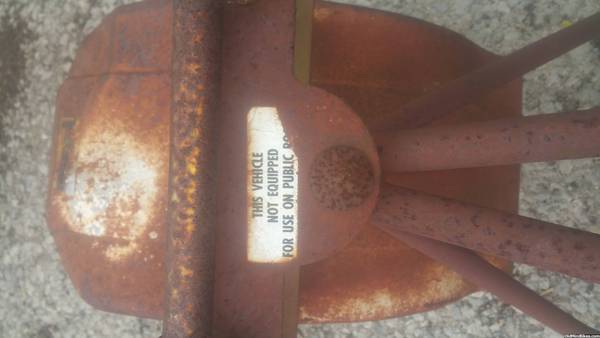 THIS VEHICLE
NOT EQUIPPED
FOR USE ON PUBLIC